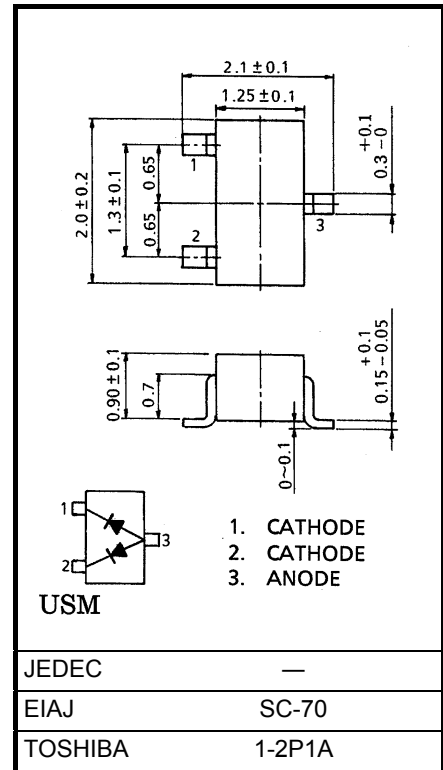 2.1±0.1
1.25±0.1
+0.1
0.3−0
2.0±0.2
1.3±0.1
0.65
0.65
1
2
3
0.90±0.1
0.7
+0.1
0.15−0.05
0~0.1
1
2
3
1. CATHODE
2. CATHODE
3. ANODE
USM
JEDEC —
EIAJ SC-70
TOSHIBA 1-2P1A